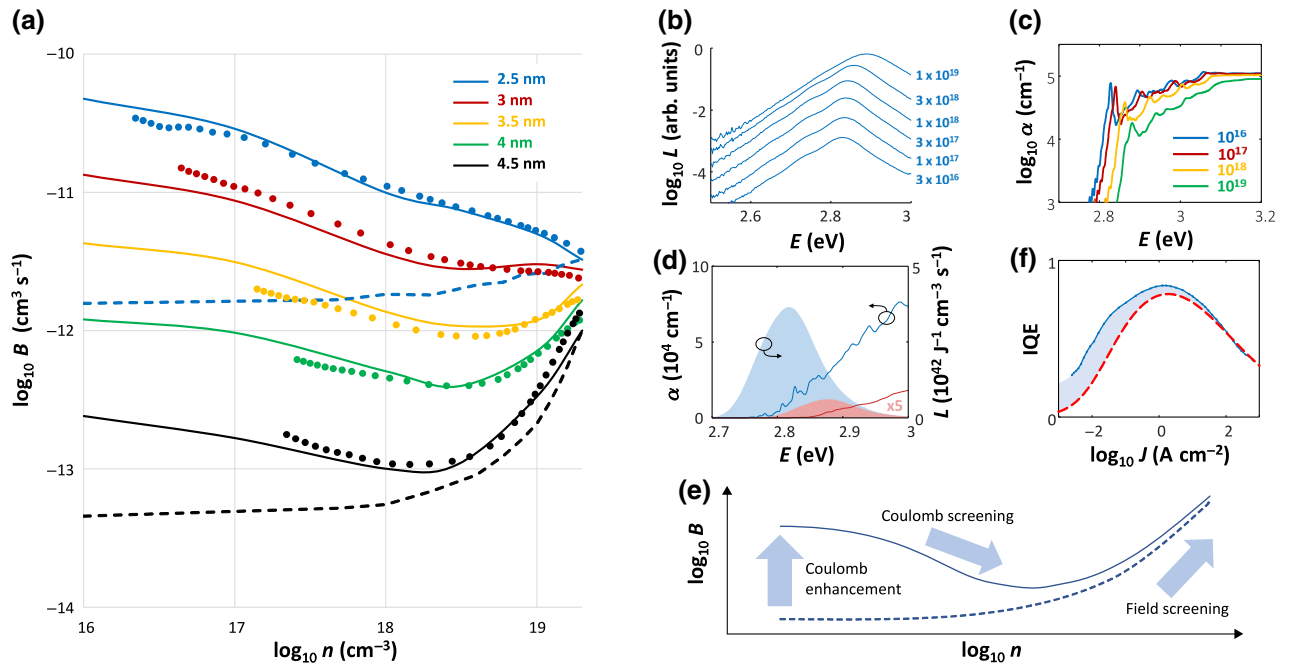 (a)
−10
−11
−12
−13
−14
log₁₀ B (cm³ s⁻¹)
16
17
18
19
log₁₀ n (cm⁻³)
2.5 nm
3 nm
3.5 nm
4 nm
4.5 nm
(b)
0
-2
-4
log₁₀ L (arb. units)
2.6
2.8
3
E (eV)
1 x 10¹⁹
3 x 10¹⁸
1 x 10¹⁸
3 x 10¹⁷
1 x 10¹⁷
3 x 10¹⁶
(c)
5
4
3
log₁₀ α (cm⁻¹)
2.8
3
3.2
E (eV)
10¹⁶
10¹⁷
10¹⁸
10¹⁹
(d)
10
5
0
α (10⁴ cm⁻¹)
5
0
L (10⁴² J⁻¹ cm⁻³ s⁻¹)
x5
2.7
2.8
2.9
3
E (eV)
(f)
1
0
IQE
−2
0
2
log₁₀ J (A cm⁻²)
(e)
log₁₀ B
Coulomb
enhancement
Coulomb screening
Field screening
log₁₀ n